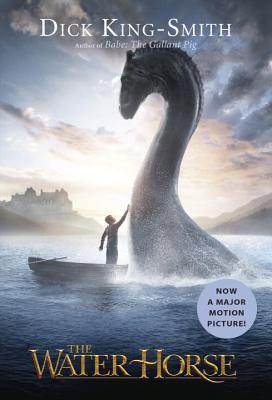 DICK KING-SMITH
Author of Babe: The Gallant Pig
NOW
A MAJOR
MOTION
PICTURE!
THE
WATER HORSE